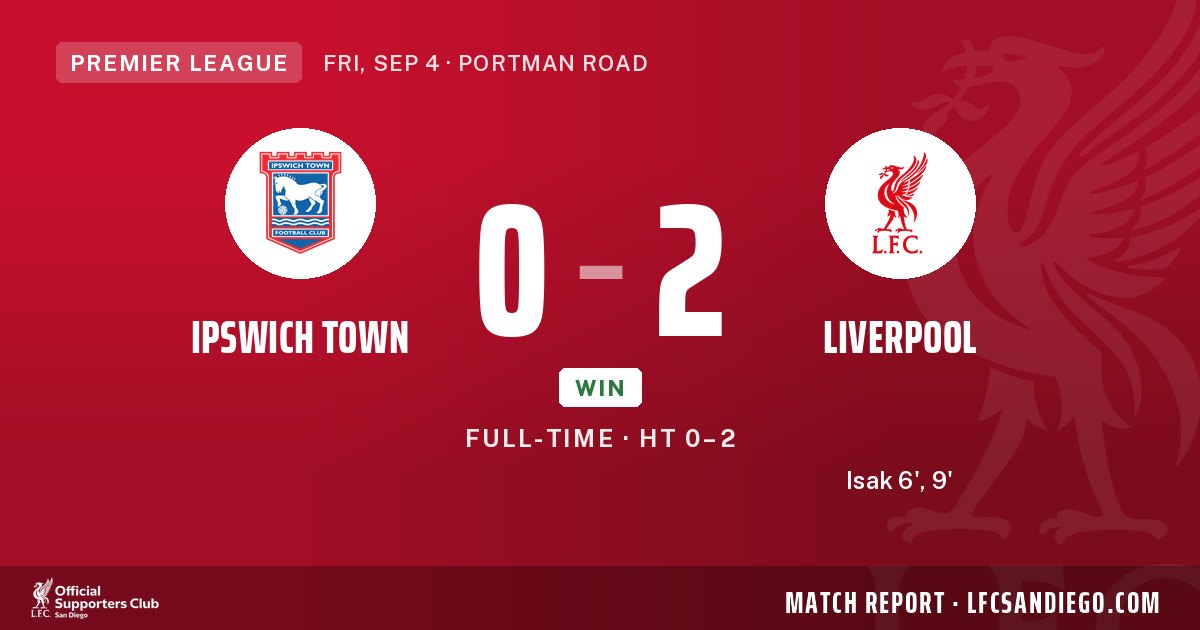 PREMIER LEAGUE
FRI, SEP 4 · PORTMAN ROAD
IPSWICH TOWN
FOOTBALL CLUB
L.F.C.
0 – 2
IPSWICH TOWN
LIVERPOOL
WIN
FULL-TIME · HT 0–2
Isak 6', 9'
L.F.C.
Official
Supporters Club
San Diego
MATCH REPORT · LFCSANDIEGO.COM